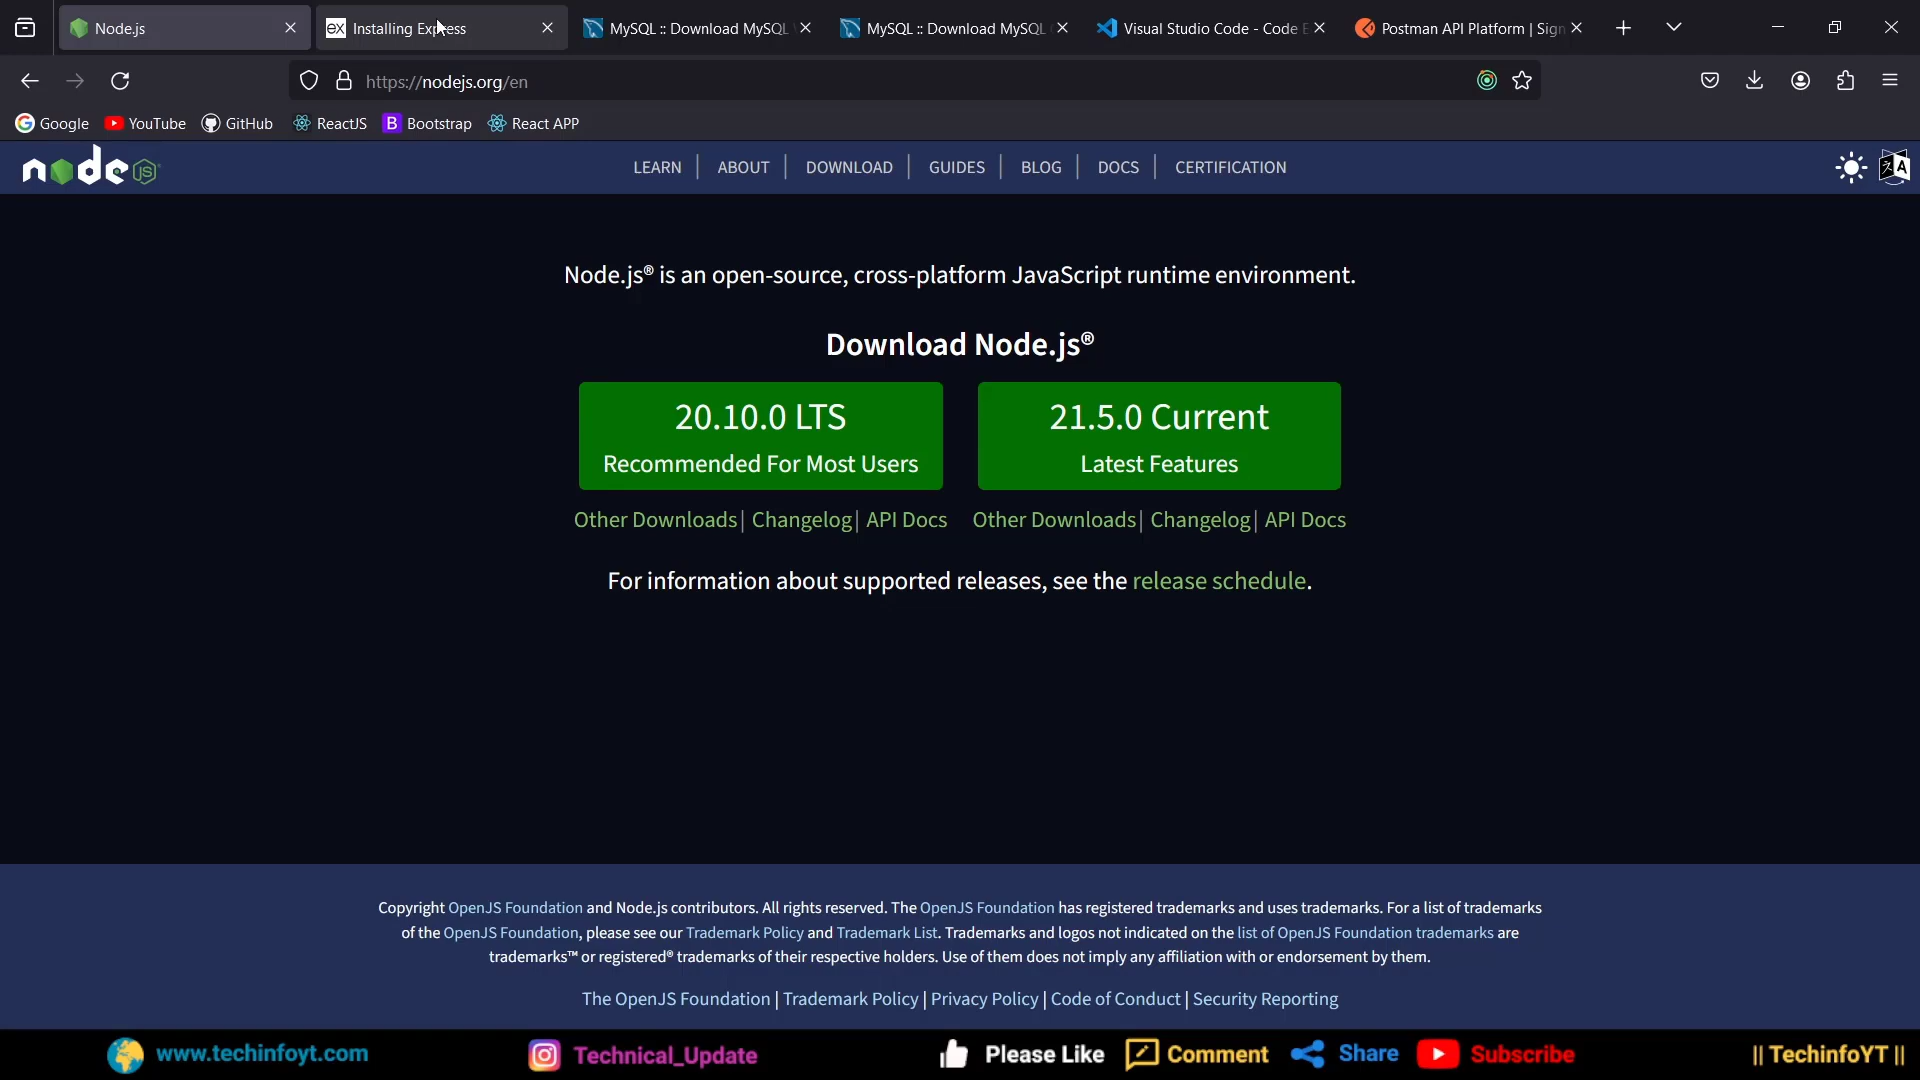 Node.js
Installing Express
MySQL :: Download MySQL
MySQL :: Download MySQL
Visual Studio Code - Code E
Postman API Platform | Sign
https://nodejs.org/en
Google
YouTube
GitHub
ReactJS
B Bootstrap
React APP
node JS
LEARN | ABOUT | DOWNLOAD | GUIDES | BLOG | DOCS | CERTIFICATION
Node.js® is an open-source, cross-platform JavaScript runtime environment.
Download Node.js®
20.10.0 LTS
Recommended For Most Users
21.5.0 Current
Latest Features
Other Downloads | Changelog | API Docs
Other Downloads | Changelog | API Docs
For information about supported releases, see the release schedule.
Copyright OpenJS Foundation and Node.js contributors. All rights reserved. The OpenJS Foundation has registered trademarks and uses trademarks. For a list of trademarks
of the OpenJS Foundation, please see our Trademark Policy and Trademark List. Trademarks and logos not indicated on the list of OpenJS Foundation trademarks are
trademarks™ or registered® trademarks of their respective holders. Use of them does not imply any affiliation with or endorsement by them.
The OpenJS Foundation | Trademark Policy | Privacy Policy | Code of Conduct | Security Reporting
www.techinfoyt.com
Technical_Update
Please Like
Comment
Share
Subscribe
|| TechinfoYT ||